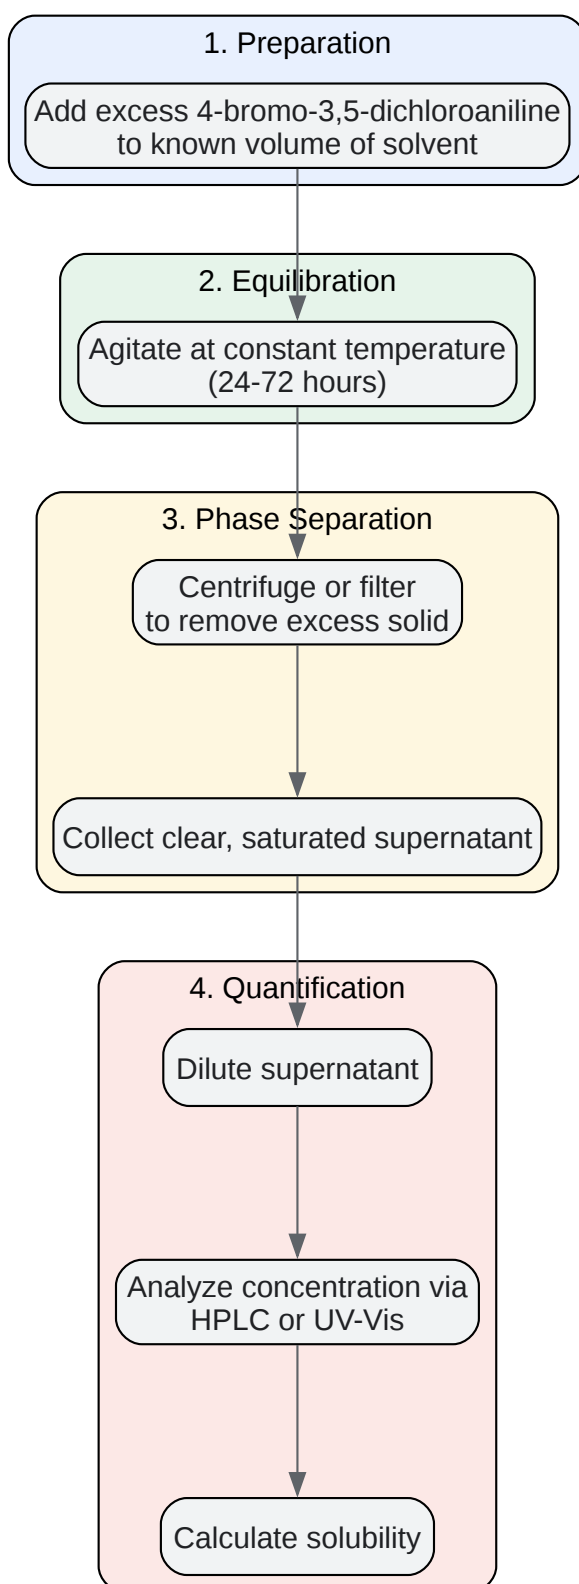 1. Preparation
Add excess 4-bromo-3,5-dichloroaniline
to known volume of solvent
2. Equilibration
Agitate at constant temperature
(24-72 hours)
3. Phase Separation
Centrifuge or filter
to remove excess solid
Collect clear, saturated supernatant
4. Quantification
Dilute supernatant
Analyze concentration via
HPLC or UV-Vis
Calculate solubility